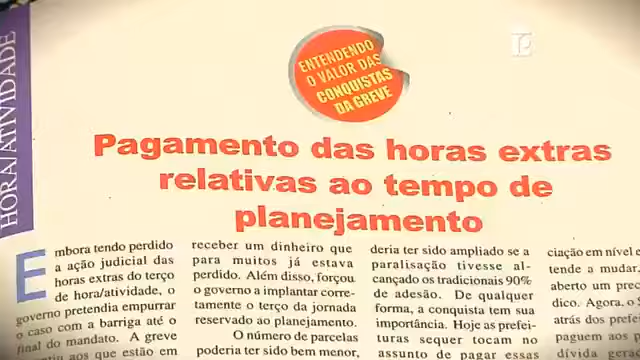 HORA/ATIVIDADE
ENTENDENDO
O VALOR DAS
CONQUISTAS
DA GREVE
Pagamento das horas extras
relativas ao tempo de
planejamento
Embora tendo perdido
a ação judicial das
horas extras do terço
de hora/atividade, o
governo pretendia empurrar
o caso com a barriga até o
final do mandato. A greve
aos que estão em
receber um dinheiro que
para muitos já estava
perdido. Além disso, forçou
o governo a implantar corre-
tamente o terço da jornada
reservado ao planejamento.
O número de parcelas
poderia ter sido bem menor,
deria ter sido ampliado se a
paralisação tivesse al-
cançado os tradicionais 90%
de adesão. De qualquer
forma, a conquista tem sua
importância. Hoje as prefei-
turas sequer tocam no
assunto de pagar essas
ciação em nível e
tende a mudar,
aberto um prec
dico. Agora, o S
atrás dos prefei
paguem aos
dívida gerad